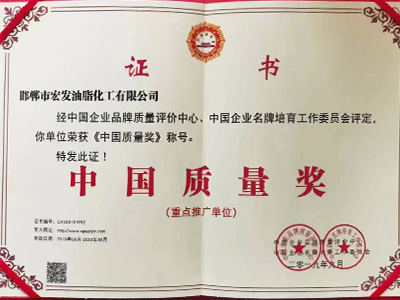 证 书
邯郸市宏发油脂化工有限公司
经中国企业品牌质量评价中心、中国企业名牌培育工作委员会评定，
你单位荣获《中国质量奖》称号。
特发此证！
中国质量奖
（重点推广单位）
二〇一九年九月